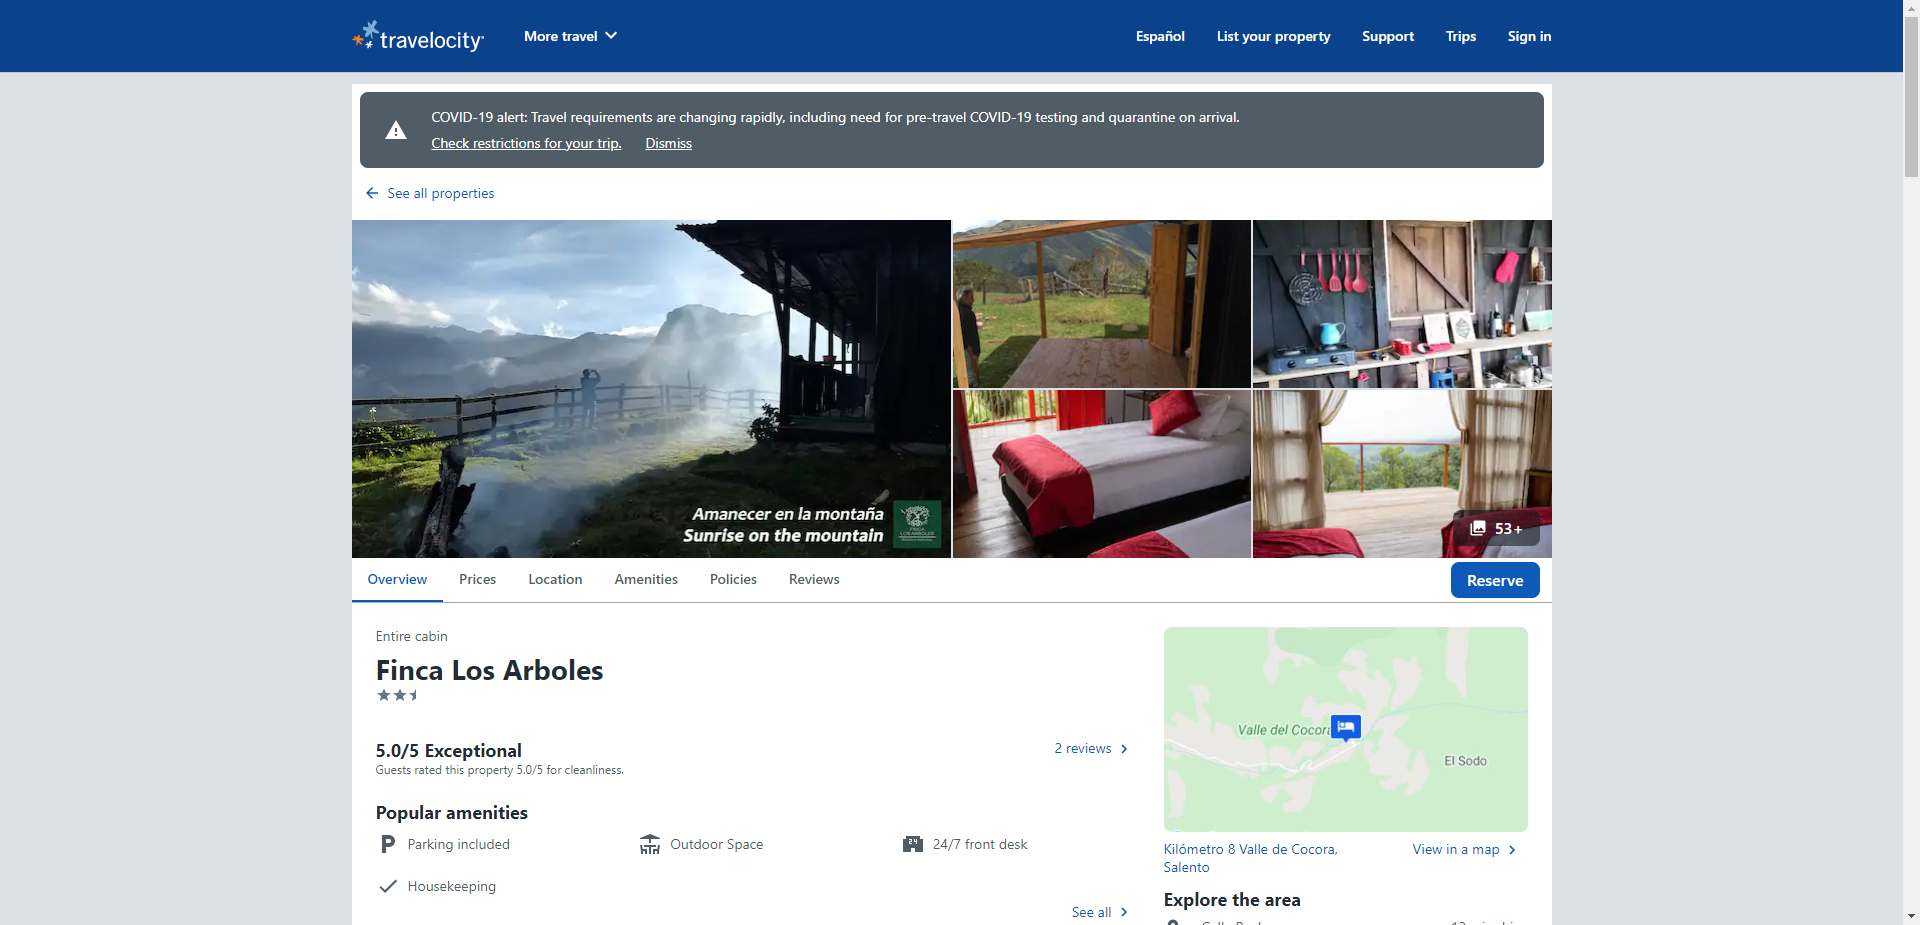 travelocity
More travel
Español
List your property
Support
Trips
Sign in
COVID-19 alert: Travel requirements are changing rapidly, including need for pre-travel COVID-19 testing and quarantine on arrival.
Check restrictions for your trip.
Dismiss
See all properties
Amanecer en la montaña
Sunrise on the mountain
FINCA
LOS ARBOLES
53+
Overview
Prices
Location
Amenities
Policies
Reviews
Reserve
Entire cabin
Finca Los Arboles
5.0/5 Exceptional
2 reviews
Guests rated this property 5.0/5 for cleanliness.
Popular amenities
Parking included
Outdoor Space
24/7 front desk
Housekeeping
See all
Valle del Cocora
El Sodo
Kilómetro 8 Valle de Cocora,
Salento
View in a map
Explore the area